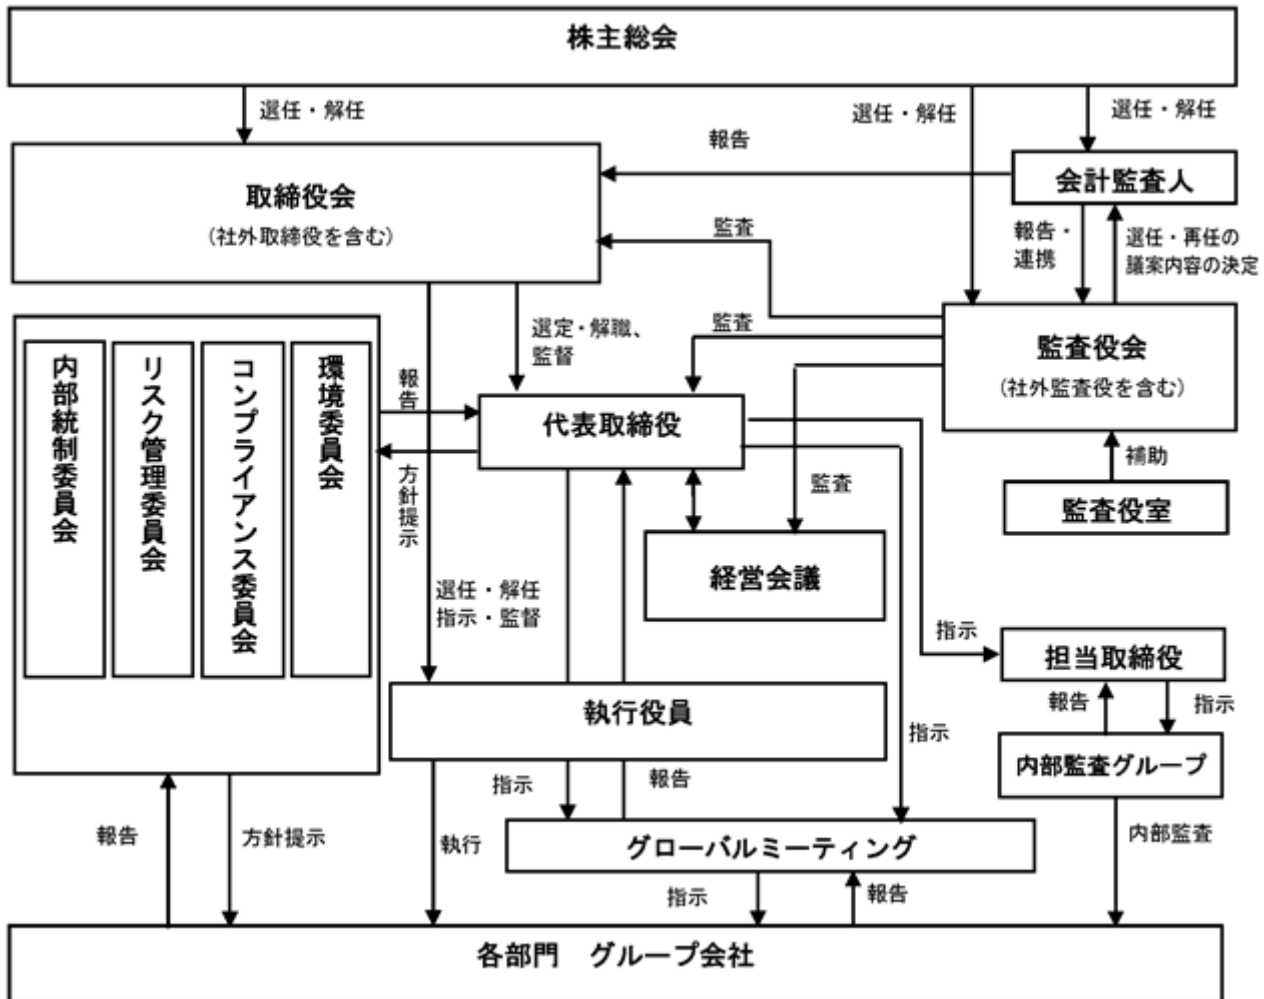 株主総会
選任・解任
選任・解任
選任・解任
報告
会計監査人
取締役会
(社外取締役を含む)
監査
報告・
連携
選任・再任の
議案内容の決定
選定・解職、
監督
監査
監査役会
(社外監査役を含む)
内部統制委員会
リスク管理委員会
コンプライアンス委員会
環境委員会
報告
代表取締役
方針提示
監査
補助
監査役室
経営会議
選任・解任
指示・監督
指示
担当取締役
報告
指示
執行役員
指示
内部監査グループ
指示
報告
報告
方針提示
執行
グローバルミーティング
内部監査
指示
報告
各部門　グループ会社